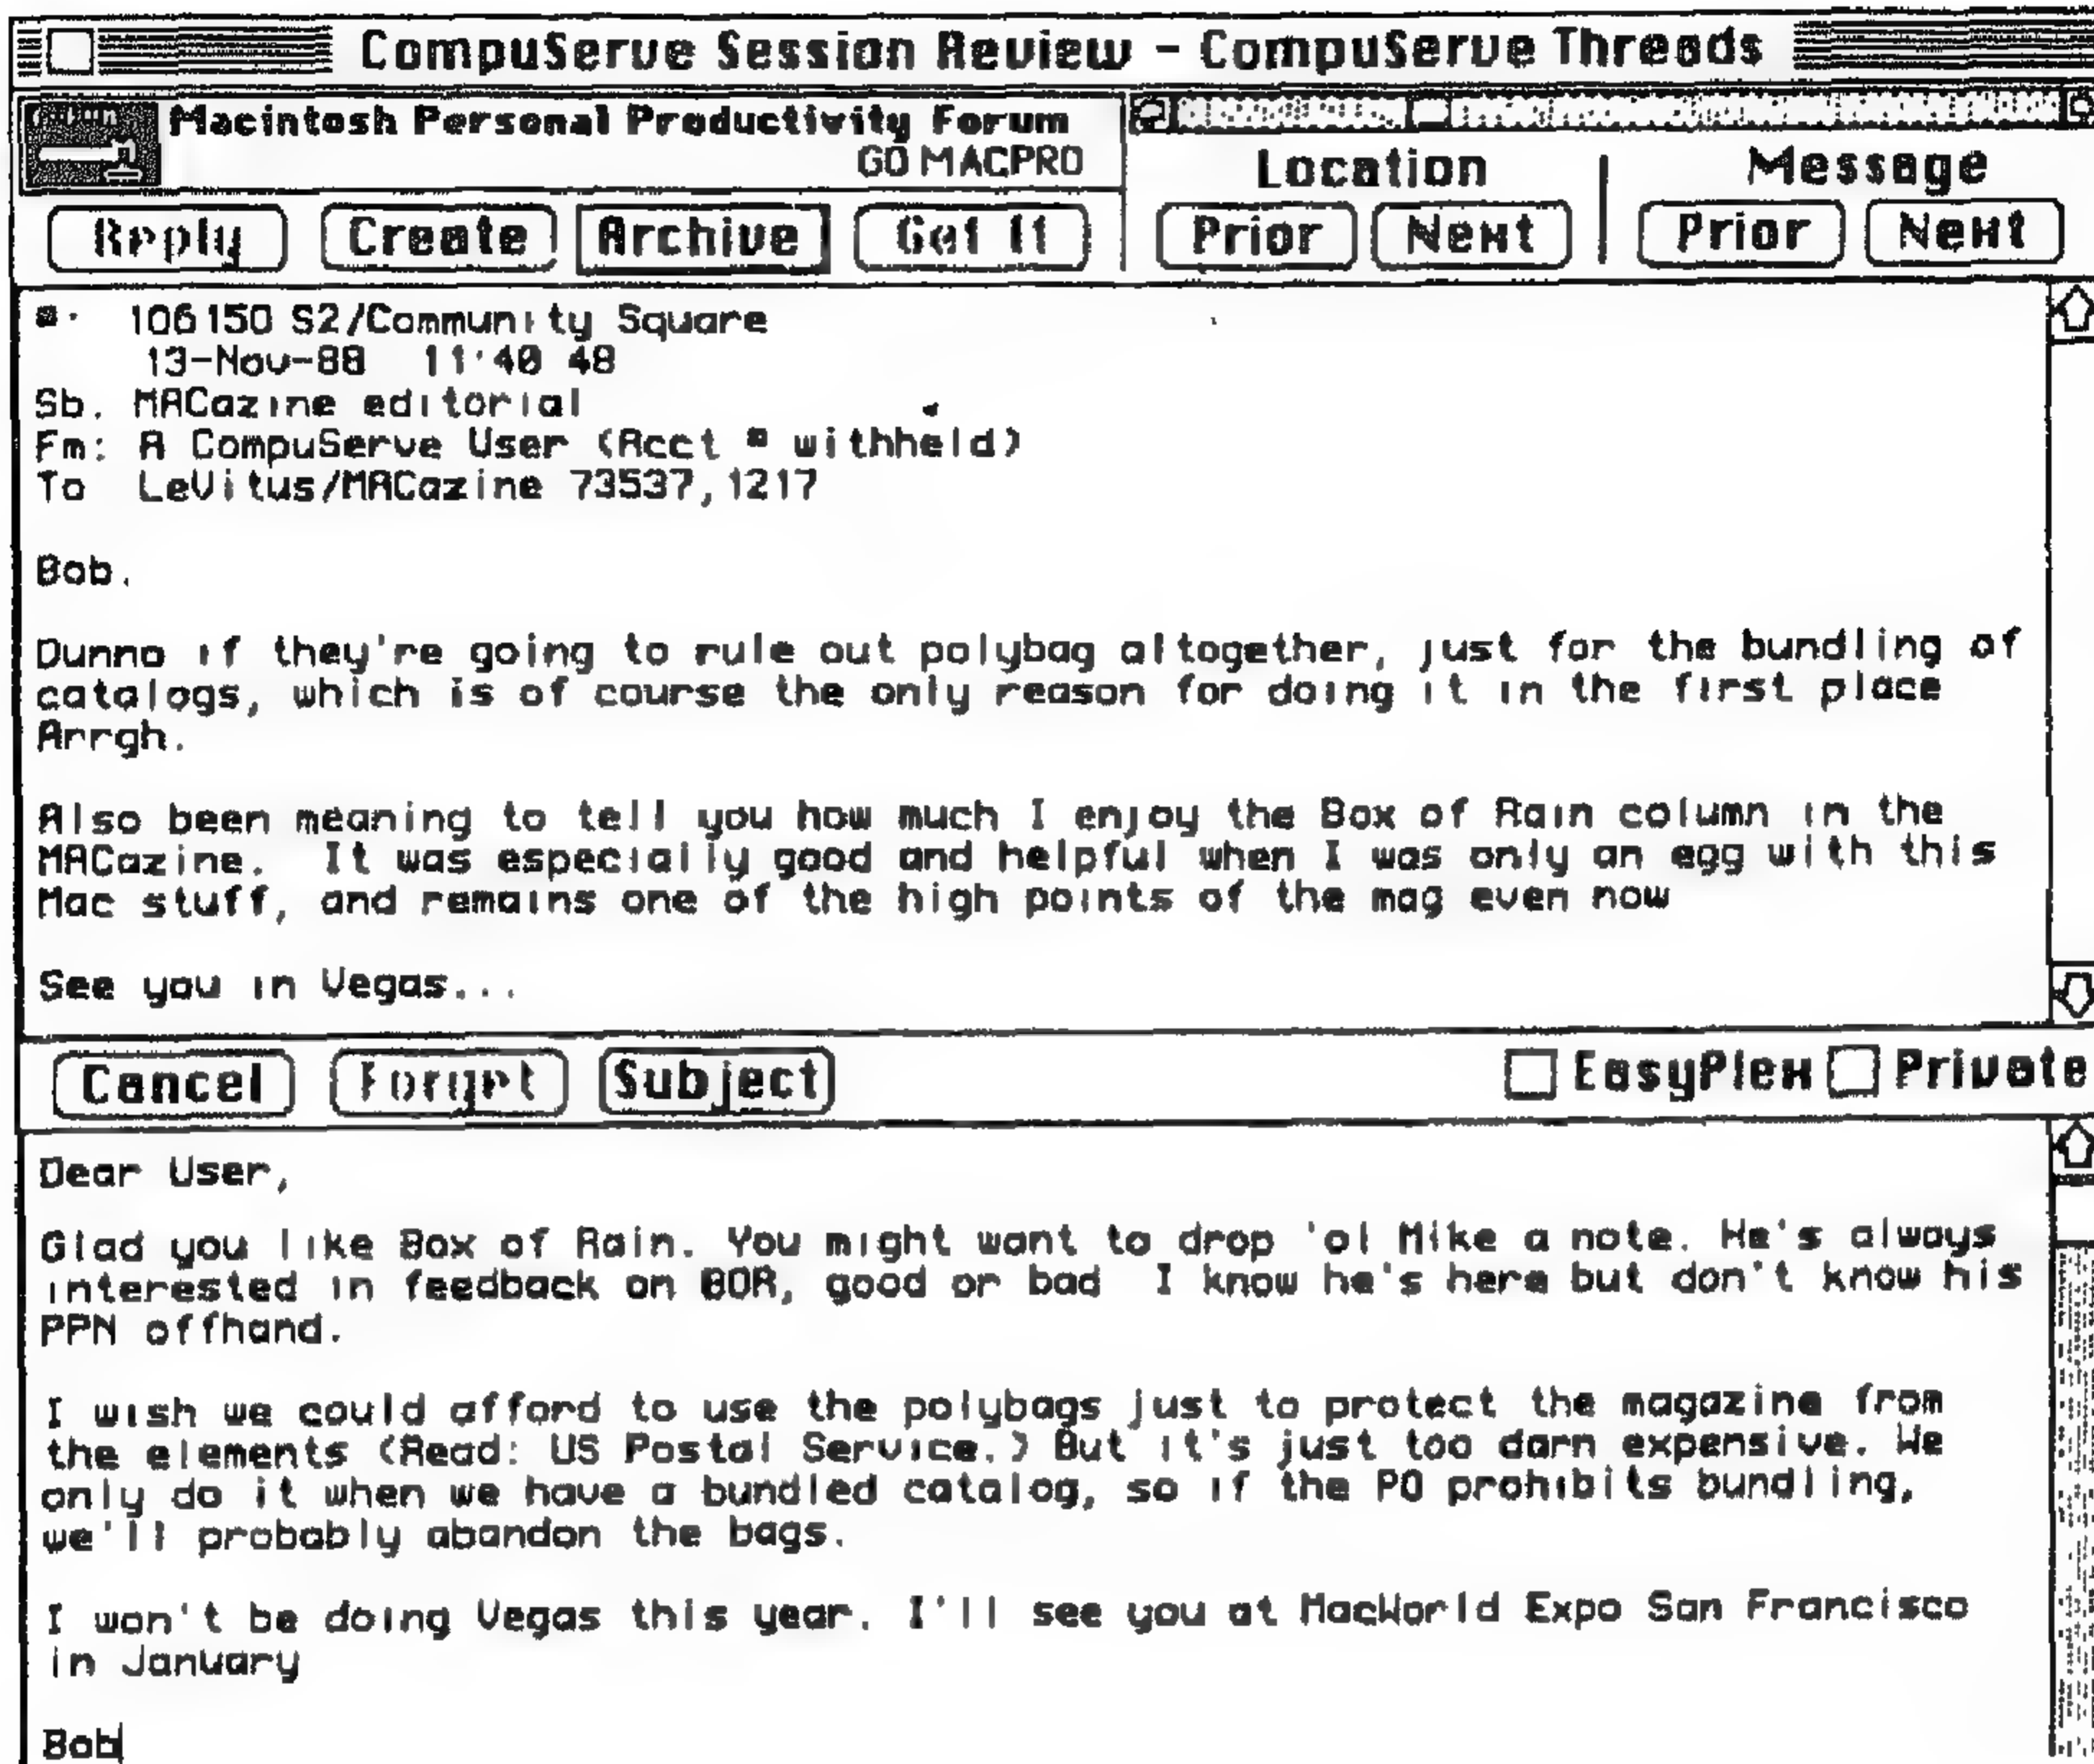 CompuServe Session Review - CompuServe Threads
Macintosh Personal Productivity Forum
GO MACPRO
Location | Message
Reply Create Archive Get It Prior Next Prior Next
#: 106150 S2/Community Square
13-Nov-88 11:40 48
Sb. MACazine editorial
Fm: A CompuServe User (Acct # withheld)
To LeVitus/MACazine 73537,1217
Bob.
Dunno if they're going to rule out polybag altogether, just for the bundling of
catalogs, which is of course the only reason for doing it in the first place
Arrgh.
Also been meaning to tell you how much I enjoy the Box of Rain column in the
MACazine. It was especially good and helpful when I was only an egg with this
Mac stuff, and remains one of the high points of the mag even now
See you in Vegas...
Cancel Forget Subject EasyPlex Private
Dear User,
Glad you like Box of Rain. You might want to drop 'ol Mike a note. He's always
interested in feedback on BOR, good or bad I know he's here but don't know his
PPN offhand.
I wish we could afford to use the polybags just to protect the magazine from
the elements (Read: US Postal Service.) But it's just too darn expensive. We
only do it when we have a bundled catalog, so if the PO prohibits bundling,
we'll probably abandon the bags.
I won't be doing Vegas this year. I'll see you at MacWorld Expo San Francisco
in January
Bob